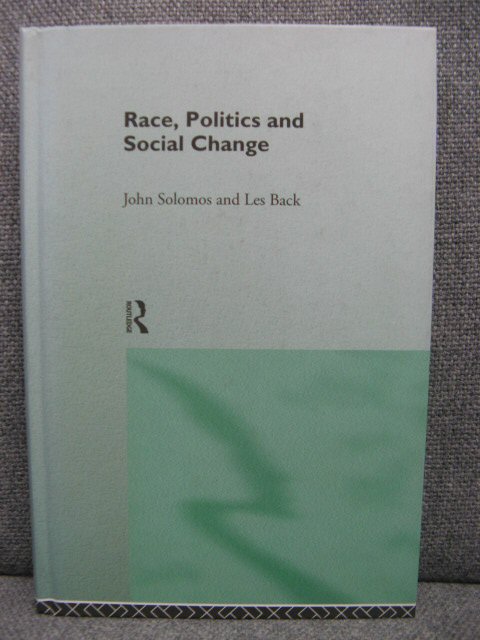 Race, Politics and
Social Change
John Solomos and Les Back
R
ROUTLEDGE